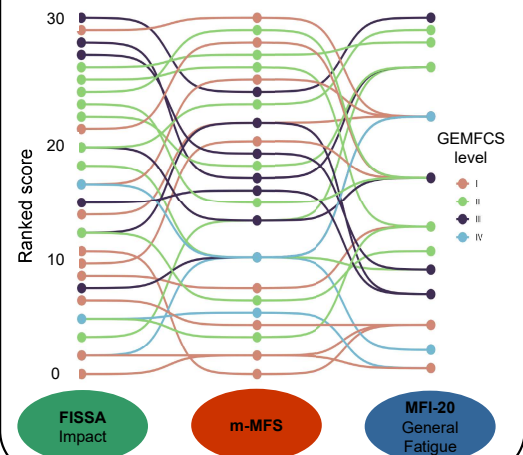 30
20
10
0
Ranked score
GEMFCS
level
I
II
III
IV
FISSA
Impact
m-MFS
MFI-20
General
Fatigue